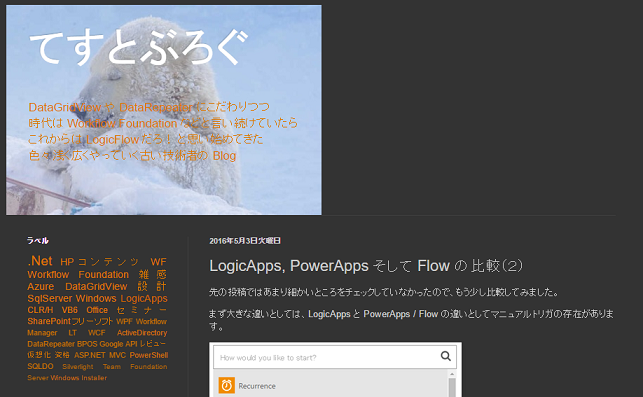 てすとぶろぐ
DataGridView や DataRepeater にこだわりつつ
時代は Workflow Foundation だ！と言い続けていたら
これからは LogicFlow だろ！と思い始めてきた
色々浅く広くやっていく古い技術者の Blog
ラベル
.Net HP コンテンツ WF
Workflow Foundation 雑感
Azure DataGridView 設計
SqlServer Windows LogicApps
CLR/H VB6 Office セミナー
SharePoint フリーソフト WPF Workflow
Manager LT WCF ActiveDirectory
DataRepeater BPOS Google API レビュー
仮想化 資格 ASP.NET MVC PowerShell
SQLDO Silverlight Team Foundation
Server Windows Installer
2016年5月3日火曜日
LogicApps, PowerApps そして Flow の比較（２）
先の投稿ではあまり細かいところをチェックしていなかったので、もう少し比較してみました。
まず大きな違いとしては、LogicApps と PowerApps / Flow の違いとしてマニュアルトリガの存在があります。
How would you like to start?
Recurrence